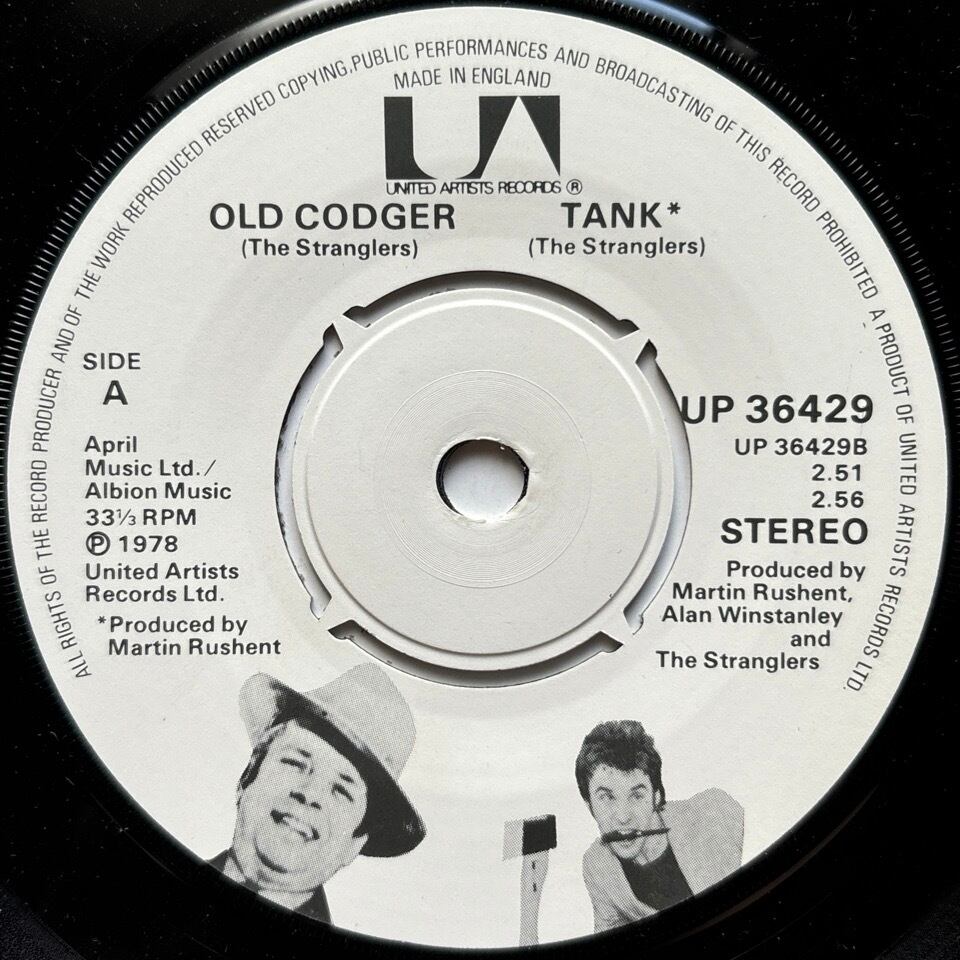 ALL RIGHTS OF THE RECORD PRODUCER AND OF THE WORK REPRODUCED RESERVED COPYING, PUBLIC PERFORMANCES AND BROADCASTING OF THIS RECORD PROHIBITED A PRODUCT OF UNITED ARTISTS RECORDS LTD.
MADE IN ENGLAND
UA
UNITED ARTISTS RECORDS ®
OLD CODGER
(The Stranglers)
TANK*
(The Stranglers)
SIDE
A
April
Music Ltd./
Albion Music
33⅓ RPM
℗ 1978
United Artists
Records Ltd.
*Produced by
Martin Rushent
UP 36429
UP 36429B
2.51
2.56
STEREO
Produced by
Martin Rushent,
Alan Winstanley
and
The Stranglers